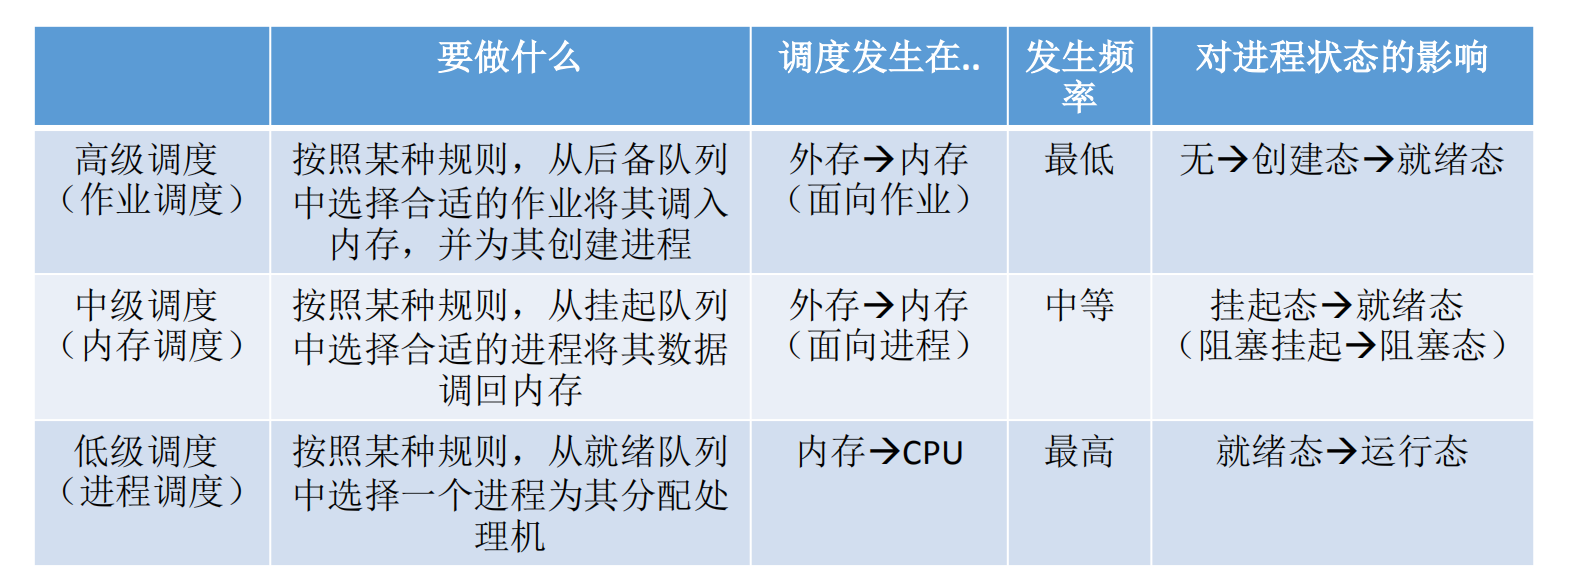 要做什么
调度发生在..
发生频
率
对进程状态的影响
高级调度
（作业调度）
按照某种规则，从后备队列
中选择合适的作业将其调入
内存，并为其创建进程
外存→内存
（面向作业）
最低
无→创建态→就绪态
中级调度
（内存调度）
按照某种规则，从挂起队列
中选择合适的进程将其数据
调回内存
外存→内存
（面向进程）
中等
挂起态→就绪态
（阻塞挂起→阻塞态）
低级调度
（进程调度）
按照某种规则，从就绪队列
中选择一个进程为其分配处
理机
内存→CPU
最高
就绪态→运行态